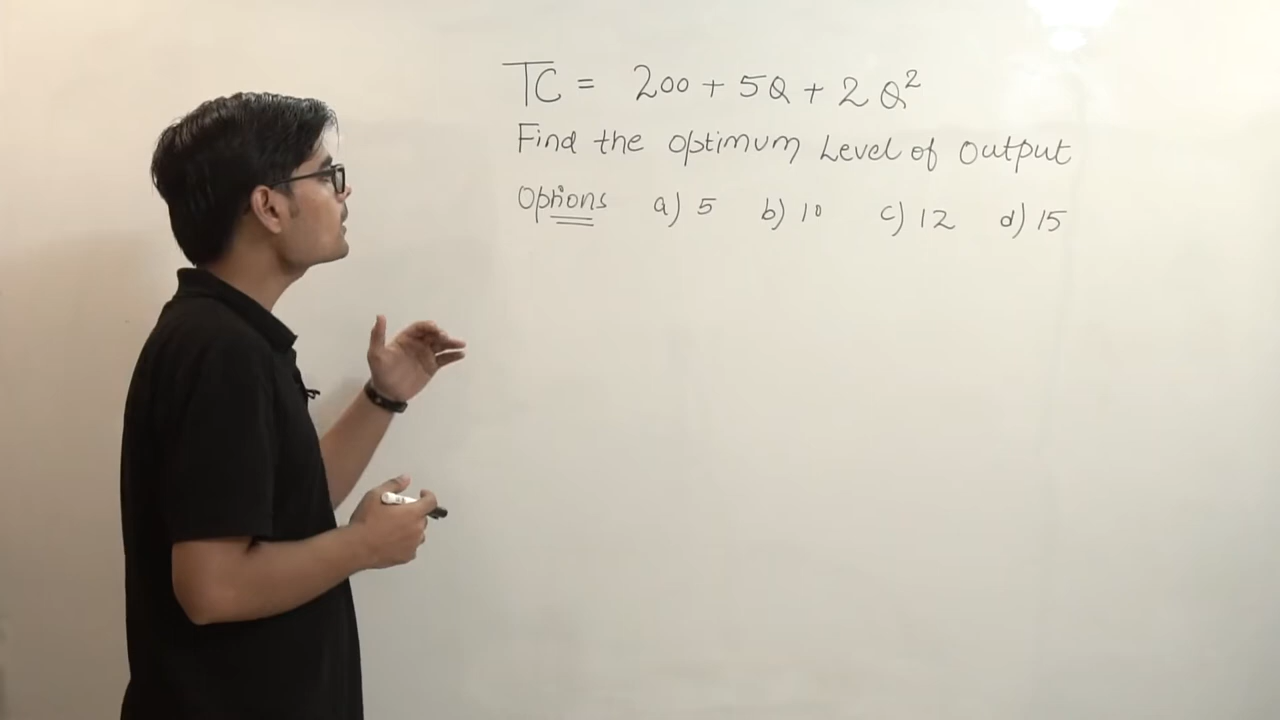 TC = 200 + 5Q + 2Q²
Find the optimum Level of output
Options a) 5 b) 10 c) 12 d) 15